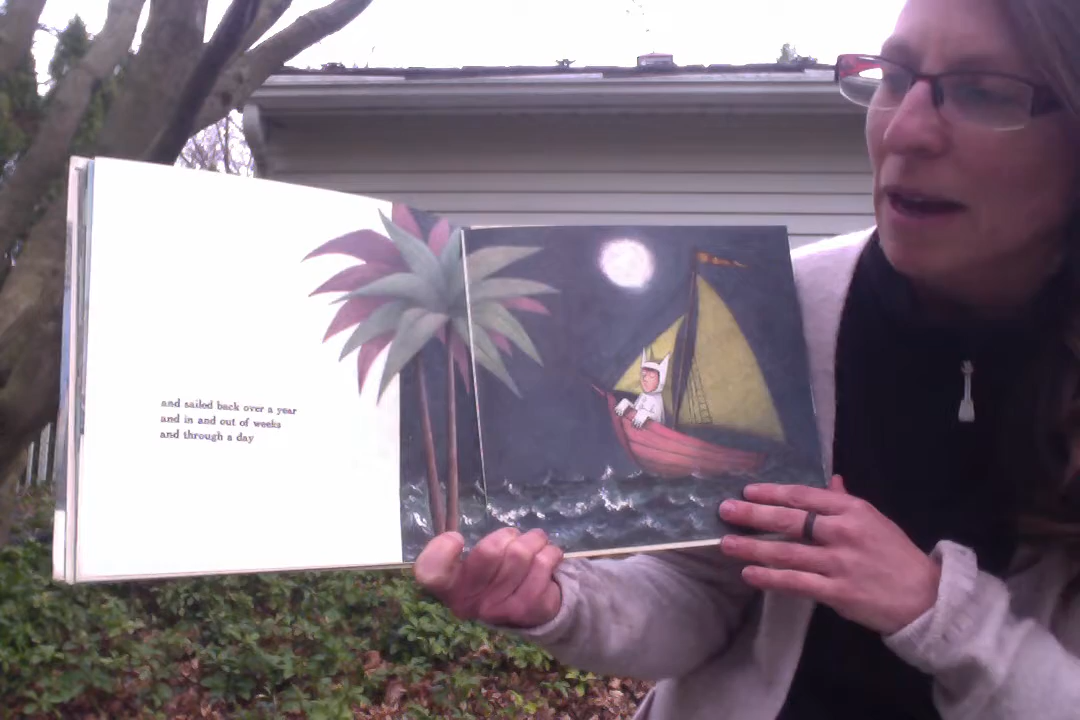 and sailed back over a year
and in and out of weeks
and through a day